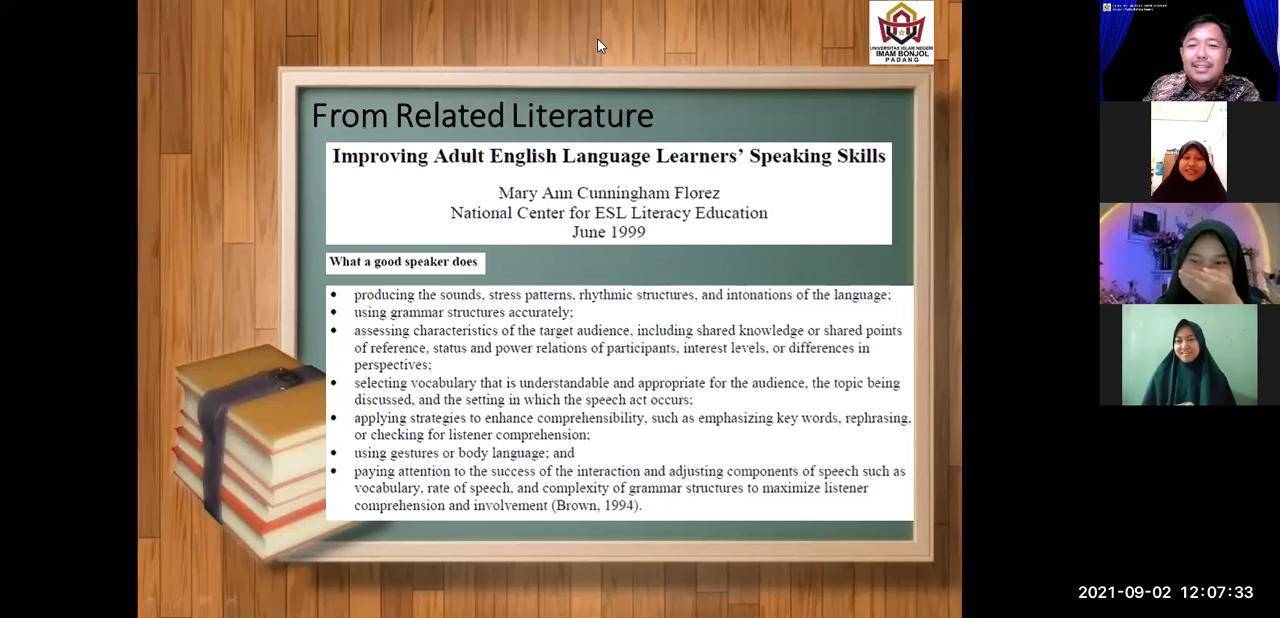 UNIVERSITAS ISLAM NEGERI
IMAM BONJOL
PADANG
From Related Literature
Improving Adult English Language Learners' Speaking Skills
Mary Ann Cunningham Florez
National Center for ESL Literacy Education
June 1999
What a good speaker does
• producing the sounds, stress patterns, rhythmic structures, and intonations of the language;
• using grammar structures accurately;
• assessing characteristics of the target audience, including shared knowledge or shared points
of reference, status and power relations of participants, interest levels, or differences in
perspectives;
• selecting vocabulary that is understandable and appropriate for the audience, the topic being
discussed, and the setting in which the speech act occurs;
• applying strategies to enhance comprehensibility, such as emphasizing key words, rephrasing,
or checking for listener comprehension;
• using gestures or body language; and
• paying attention to the success of the interaction and adjusting components of speech such as
vocabulary, rate of speech, and complexity of grammar structures to maximize listener
comprehension and involvement (Brown, 1994).
2021-09-02 12:07:33